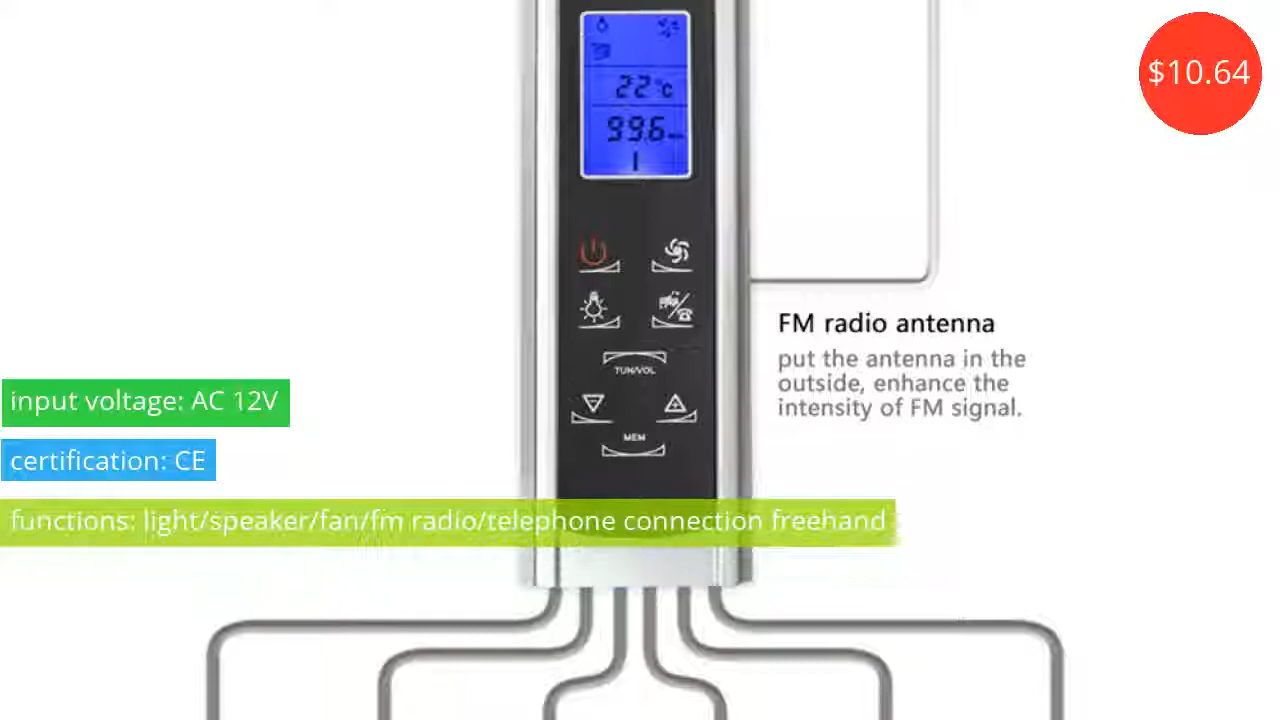 $10.64
22°C
99.6
TUN/VOL
MEM
FM radio antenna
put the antenna in the
outside, enhance the
intensity of FM signal.
input voltage: AC 12V
certification: CE
functions: light/speaker/fan/fm radio/telephone connection freehand